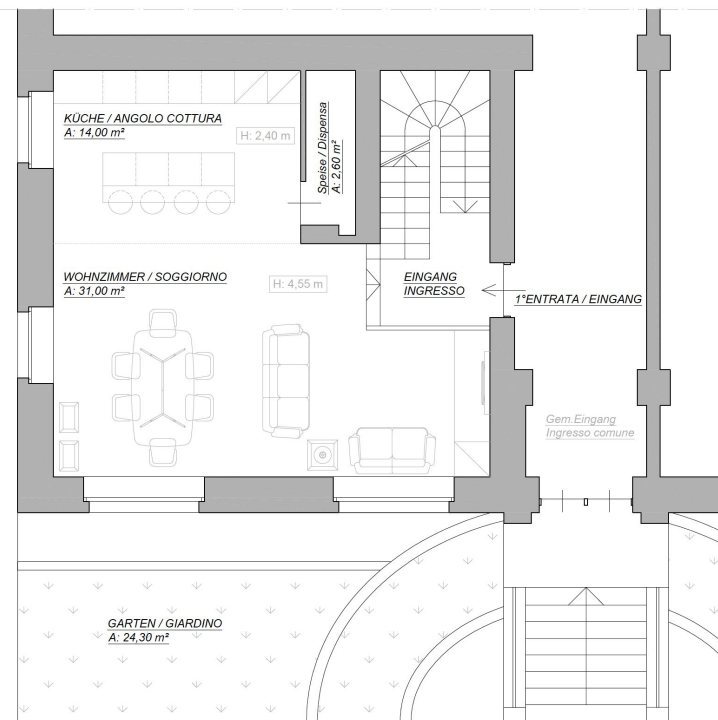 KÜCHE / ANGOLO COTTURA
A: 14,00 m²
H: 2,40 m
Speise / Dispensa
A: 2,60 m²
WOHNZIMMER / SOGGIORNO
A: 31,00 m²
H: 4,55 m
EINGANG
INGRESSO
1°ENTRATA / EINGANG
Gem.Eingang
Ingresso comune
GARTEN / GIARDINO
A: 24,30 m²